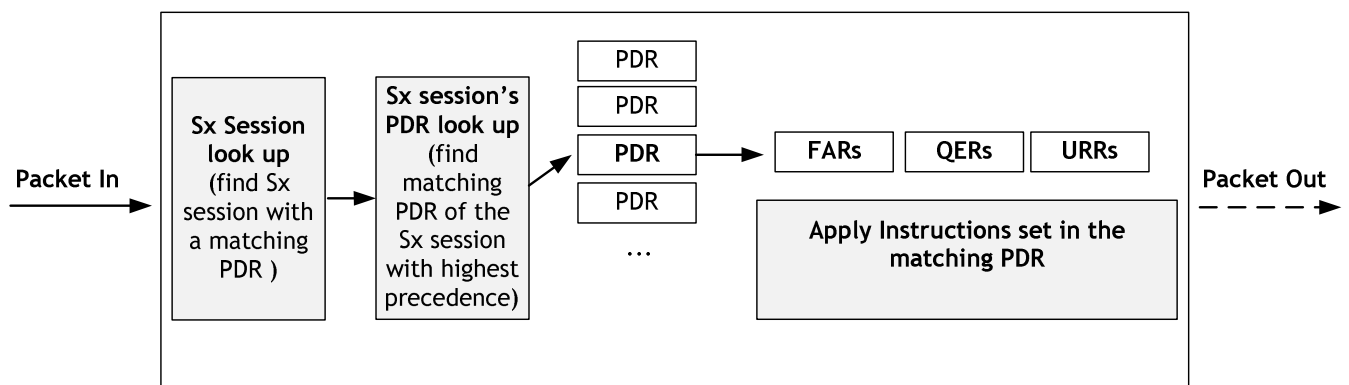 Packet In
Sx Session
look up
(find Sx
session with
a matching
PDR )
Sx session’s
PDR look up
(find
matching
PDR of the
Sx session
with highest
precedence)
PDR
PDR
PDR
PDR
...
FARs
QERs
URRs
Apply Instructions set in the
matching PDR
Packet Out